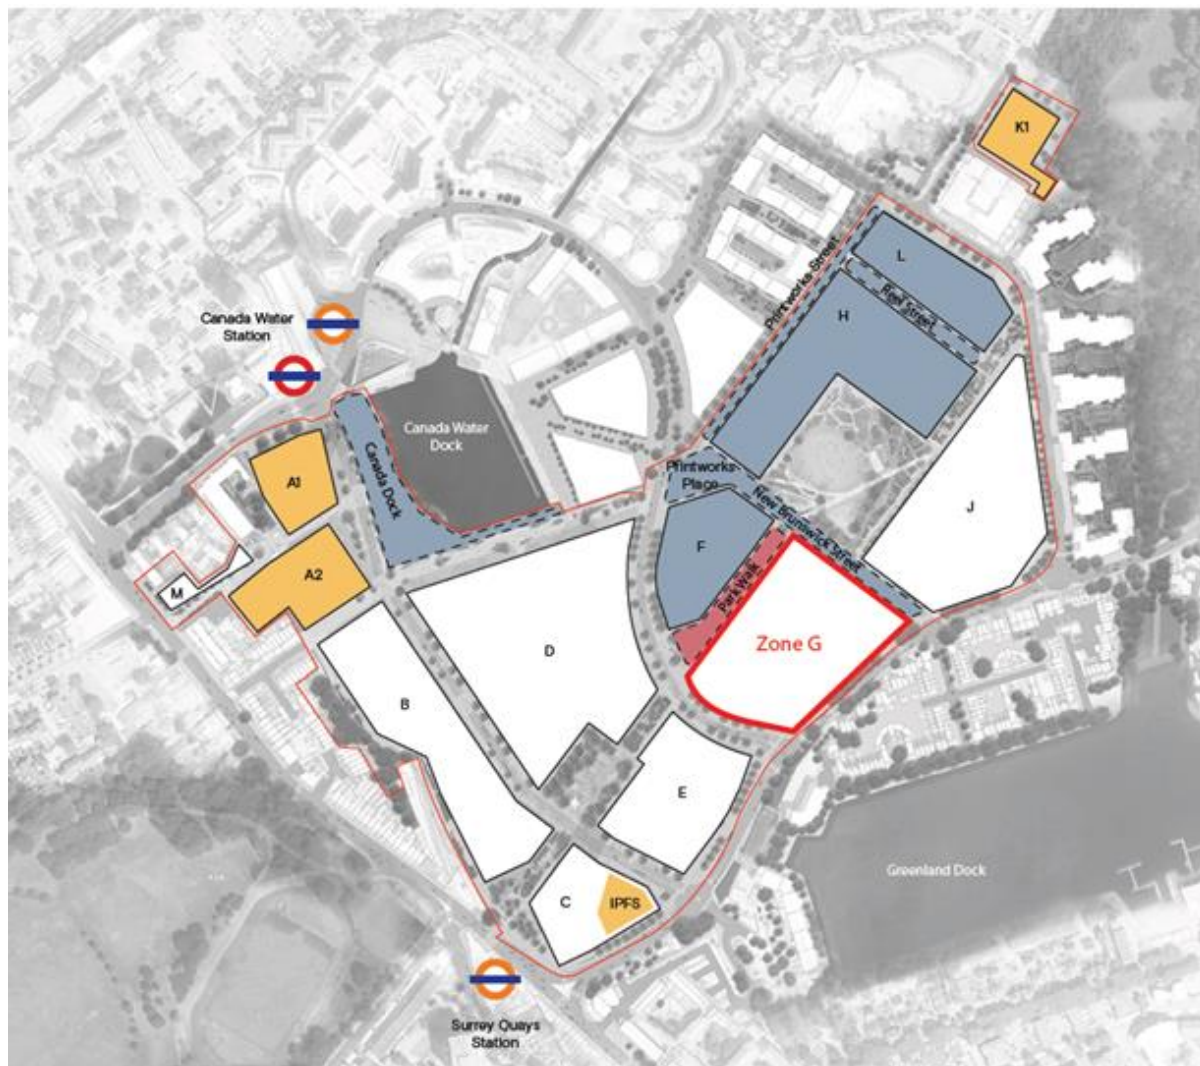 K1
L
Reel Street
Printworks Street
H
Canada Water
Station
Canada Water
Dock
A1
Canada Dock
Printworks
Place
New Brunswick Street
J
F
A2
Park Walk
M
Zone G
D
B
E
C
IPFS
Greenland Dock
Surrey Quays
Station